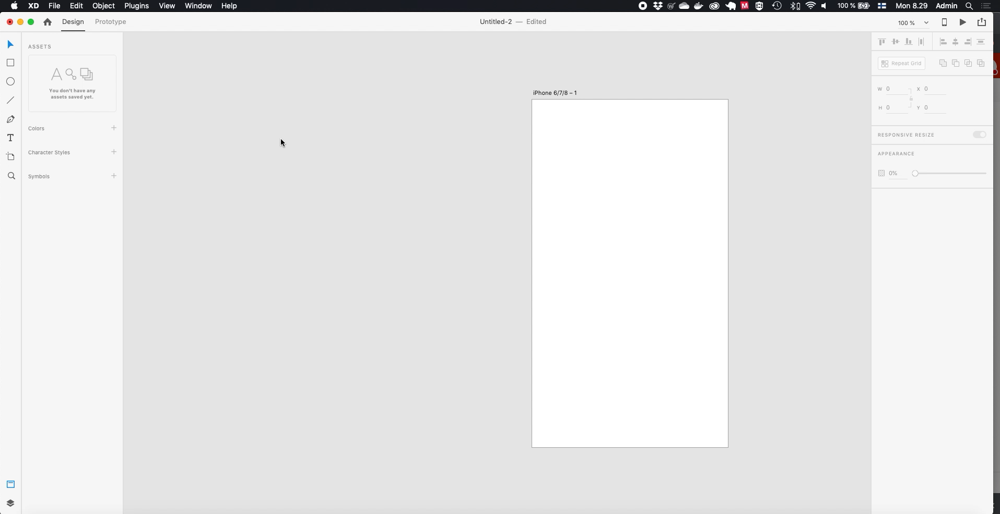 XD File Edit Object Plugins View Window Help
M 100 % Mon 8.29 Admin
Design Prototype Untitled-2 — Edited 100 %
ASSETS
You don't have any
assets saved yet.
Colors
Character Styles
Symbols
iPhone 6/7/8 – 1
Repeat Grid
W 0 X 0
H 0 Y 0
RESPONSIVE RESIZE
APPEARANCE
0%